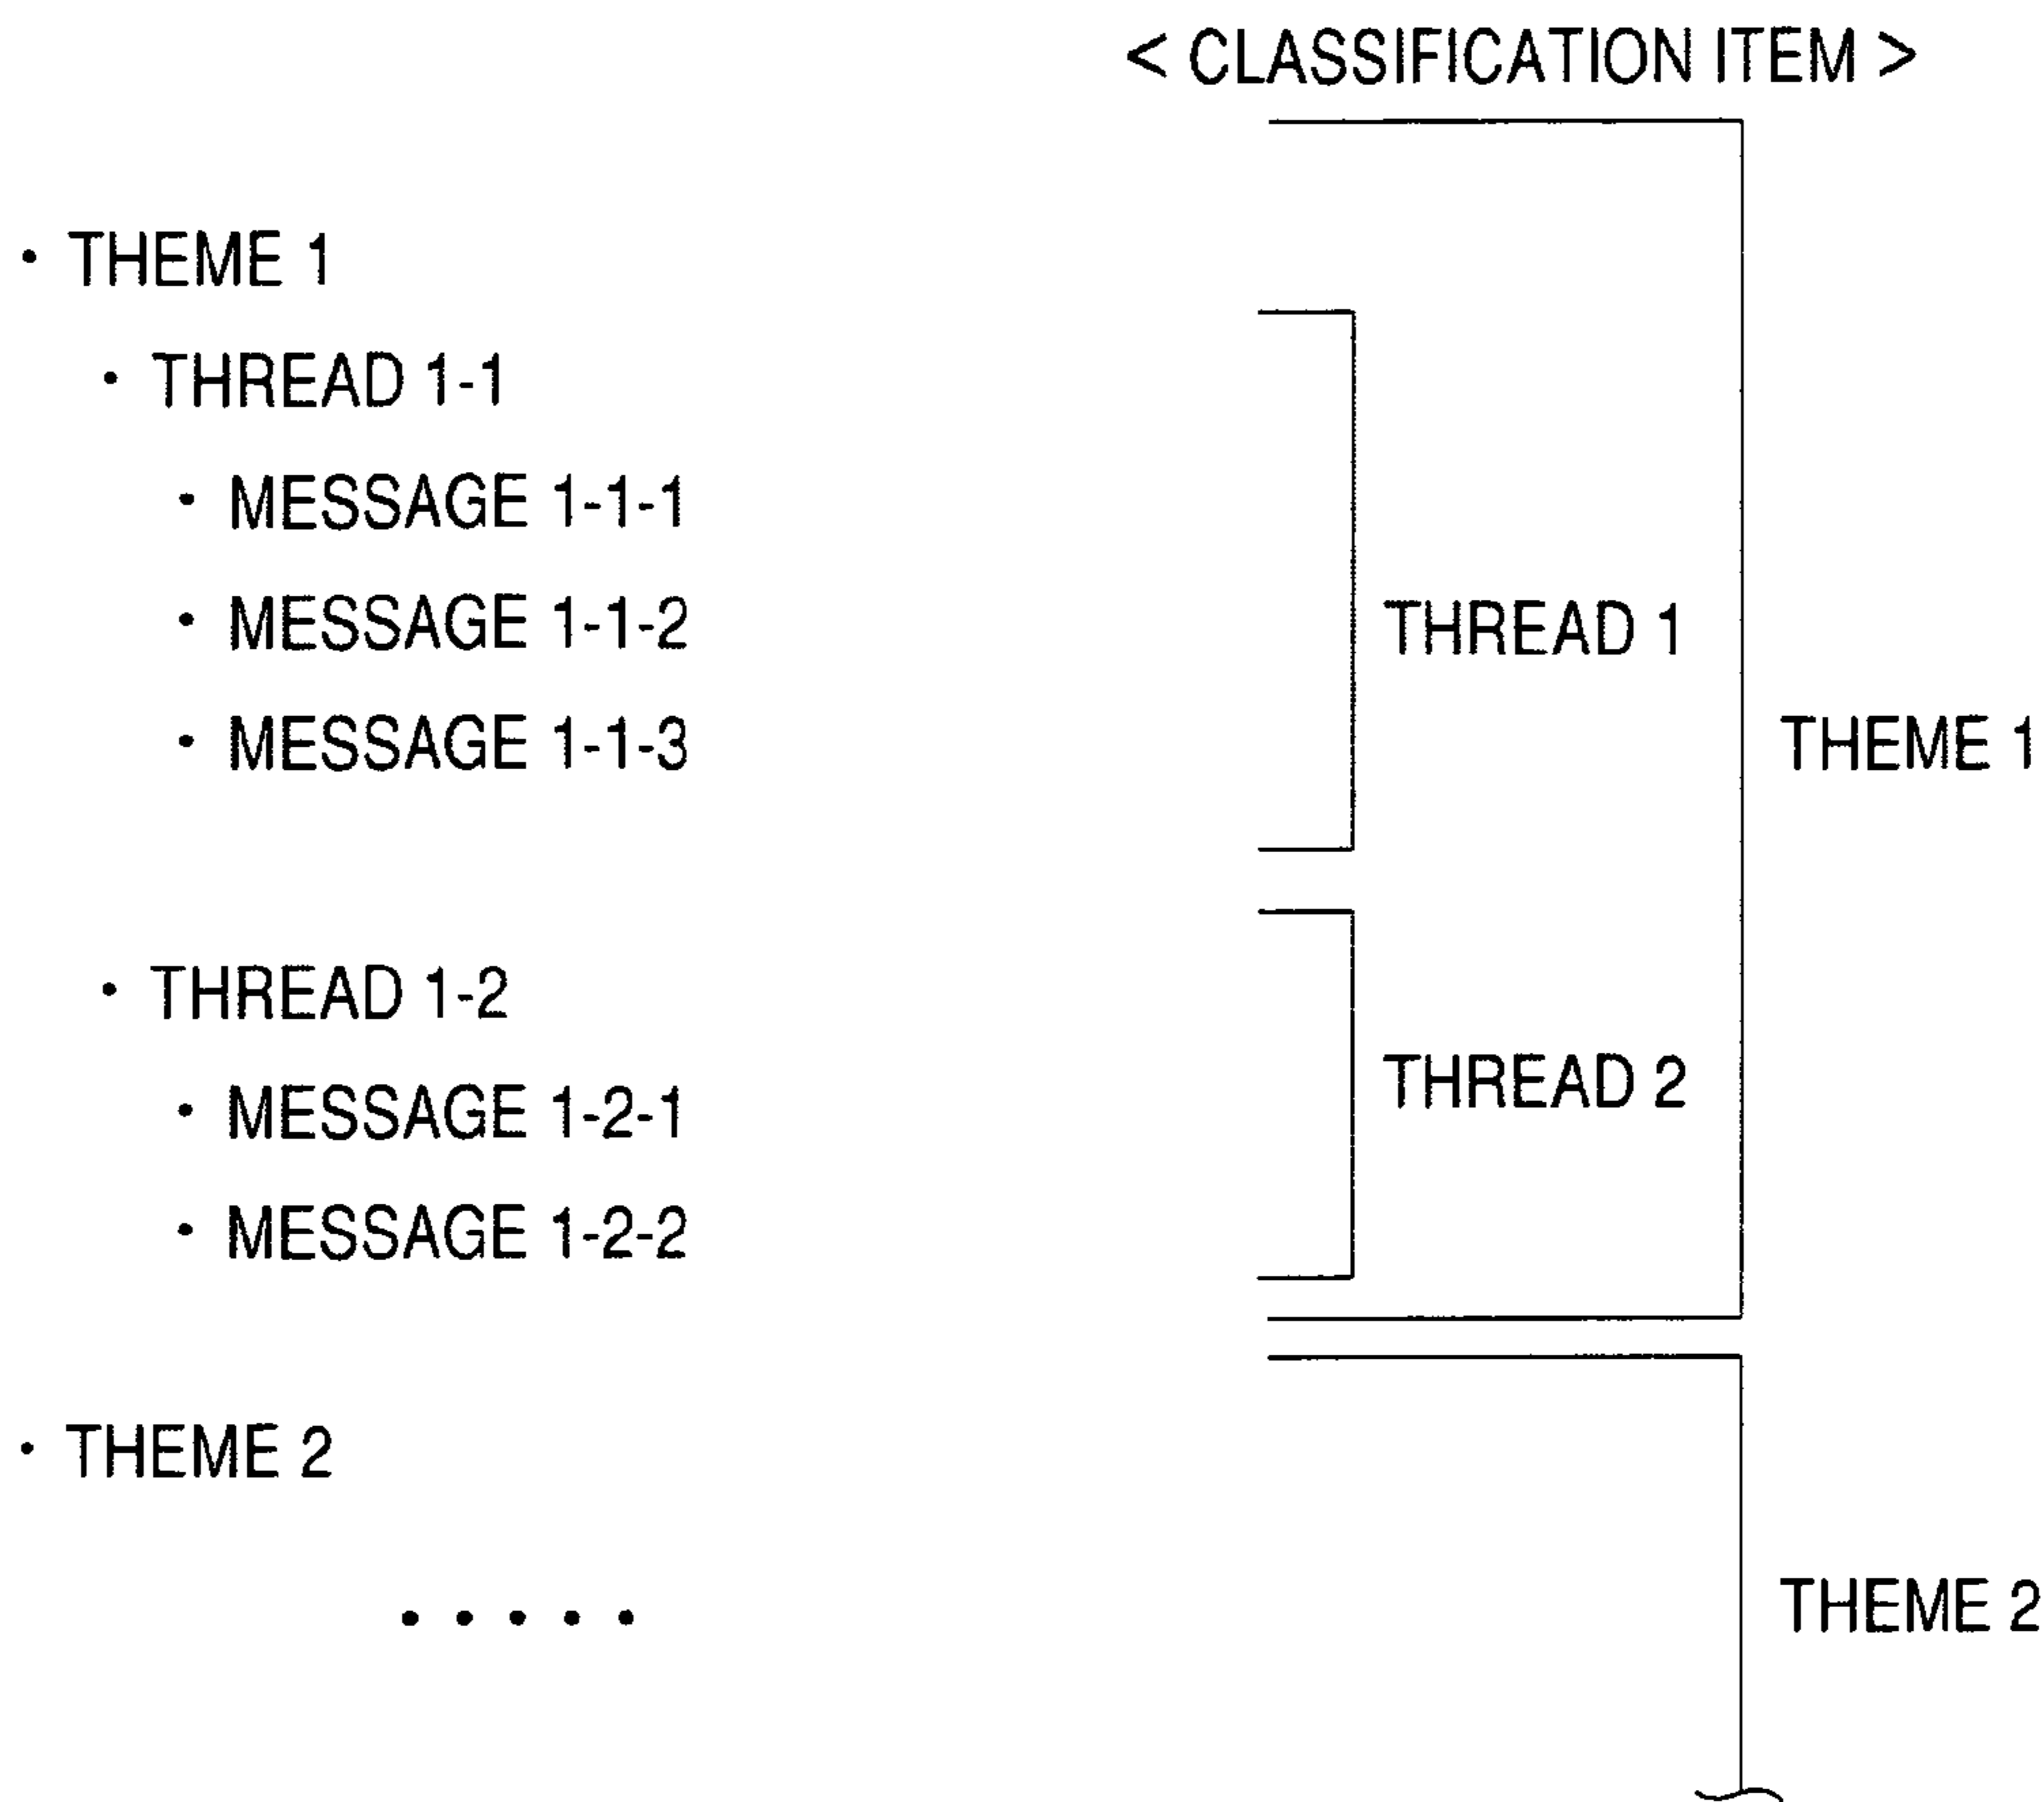 < CLASSIFICATION ITEM >
· THEME 1
· THREAD 1-1
· MESSAGE 1-1-1
· MESSAGE 1-1-2
THREAD 1
· MESSAGE 1-1-3
THEME 1
· THREAD 1-2
THREAD 2
· MESSAGE 1-2-1
· MESSAGE 1-2-2
· THEME 2
THEME 2
· · · · ·